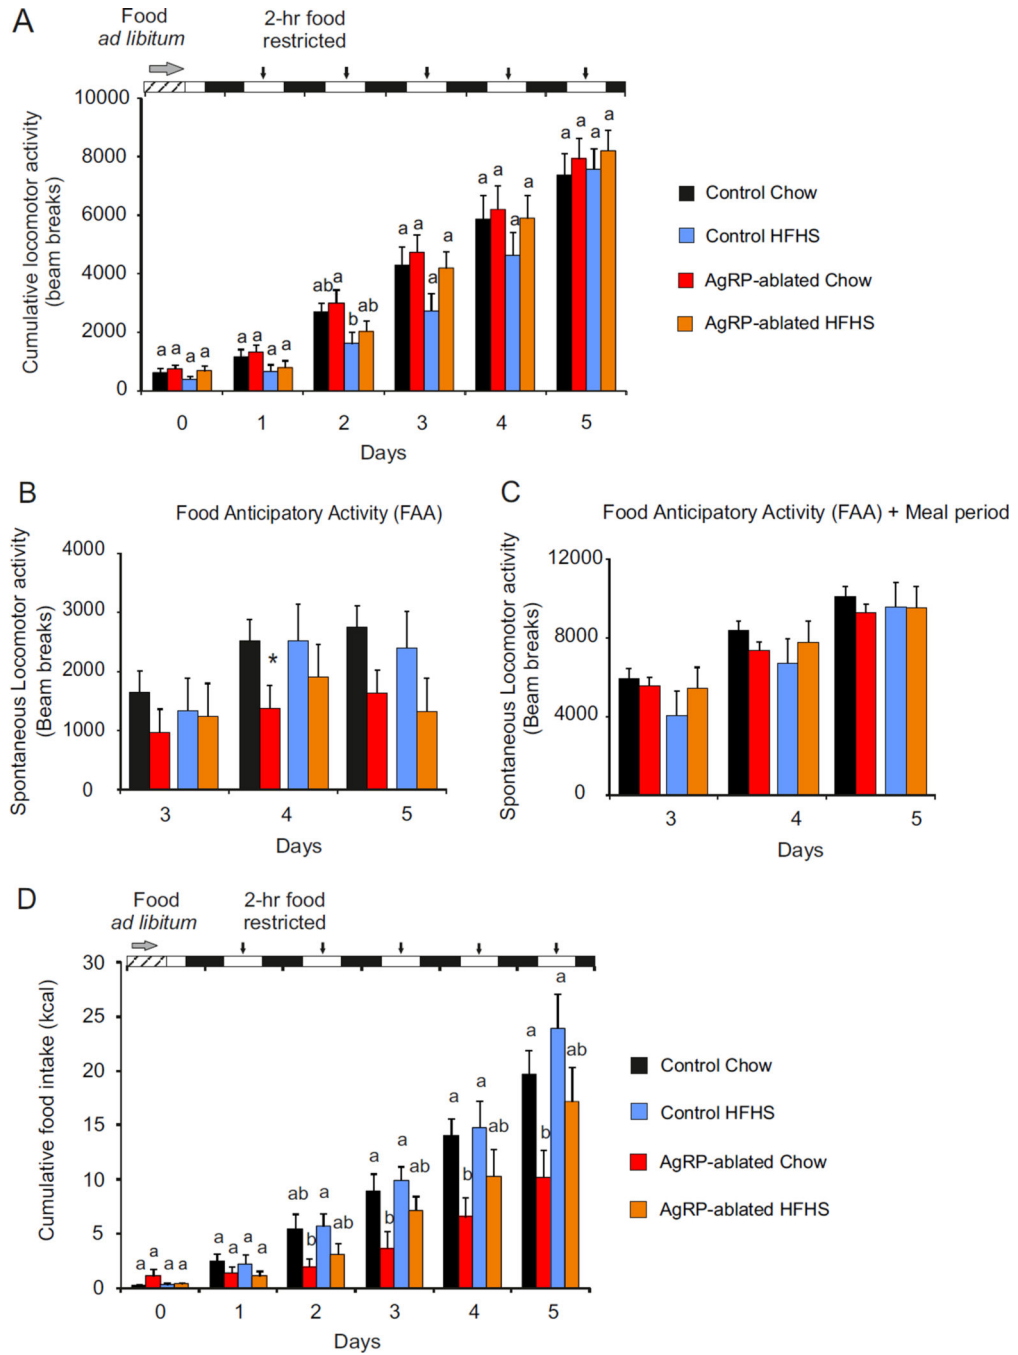 A
Food
ad libitum
2-hr food
restricted
Cumulative locomotor activity
(beam breaks)
10000
8000
6000
4000
2000
0
a a a a
a a a a
ab a b ab
a a a a
a a a a
a a a a
0 1 2 3 4 5
Days
Control Chow
Control HFHS
AgRP-ablated Chow
AgRP-ablated HFHS
B
Food Anticipatory Activity (FAA)
Spontaneous Locomotor activity
(Beam breaks)
4000
3000
2000
1000
0
*
3 4 5
Days
C
Food Anticipatory Activity (FAA) + Meal period
Spontaneous Locomotor activity
(Beam breaks)
12000
8000
4000
0
3 4 5
Days
D
Food
ad libitum
2-hr food
restricted
Cumulative food intake (kcal)
30
25
20
15
10
5
0
a a a a
a a a a
ab b a ab
a b a ab
a b a ab
a b a ab
0 1 2 3 4 5
Days
Control Chow
Control HFHS
AgRP-ablated Chow
AgRP-ablated HFHS